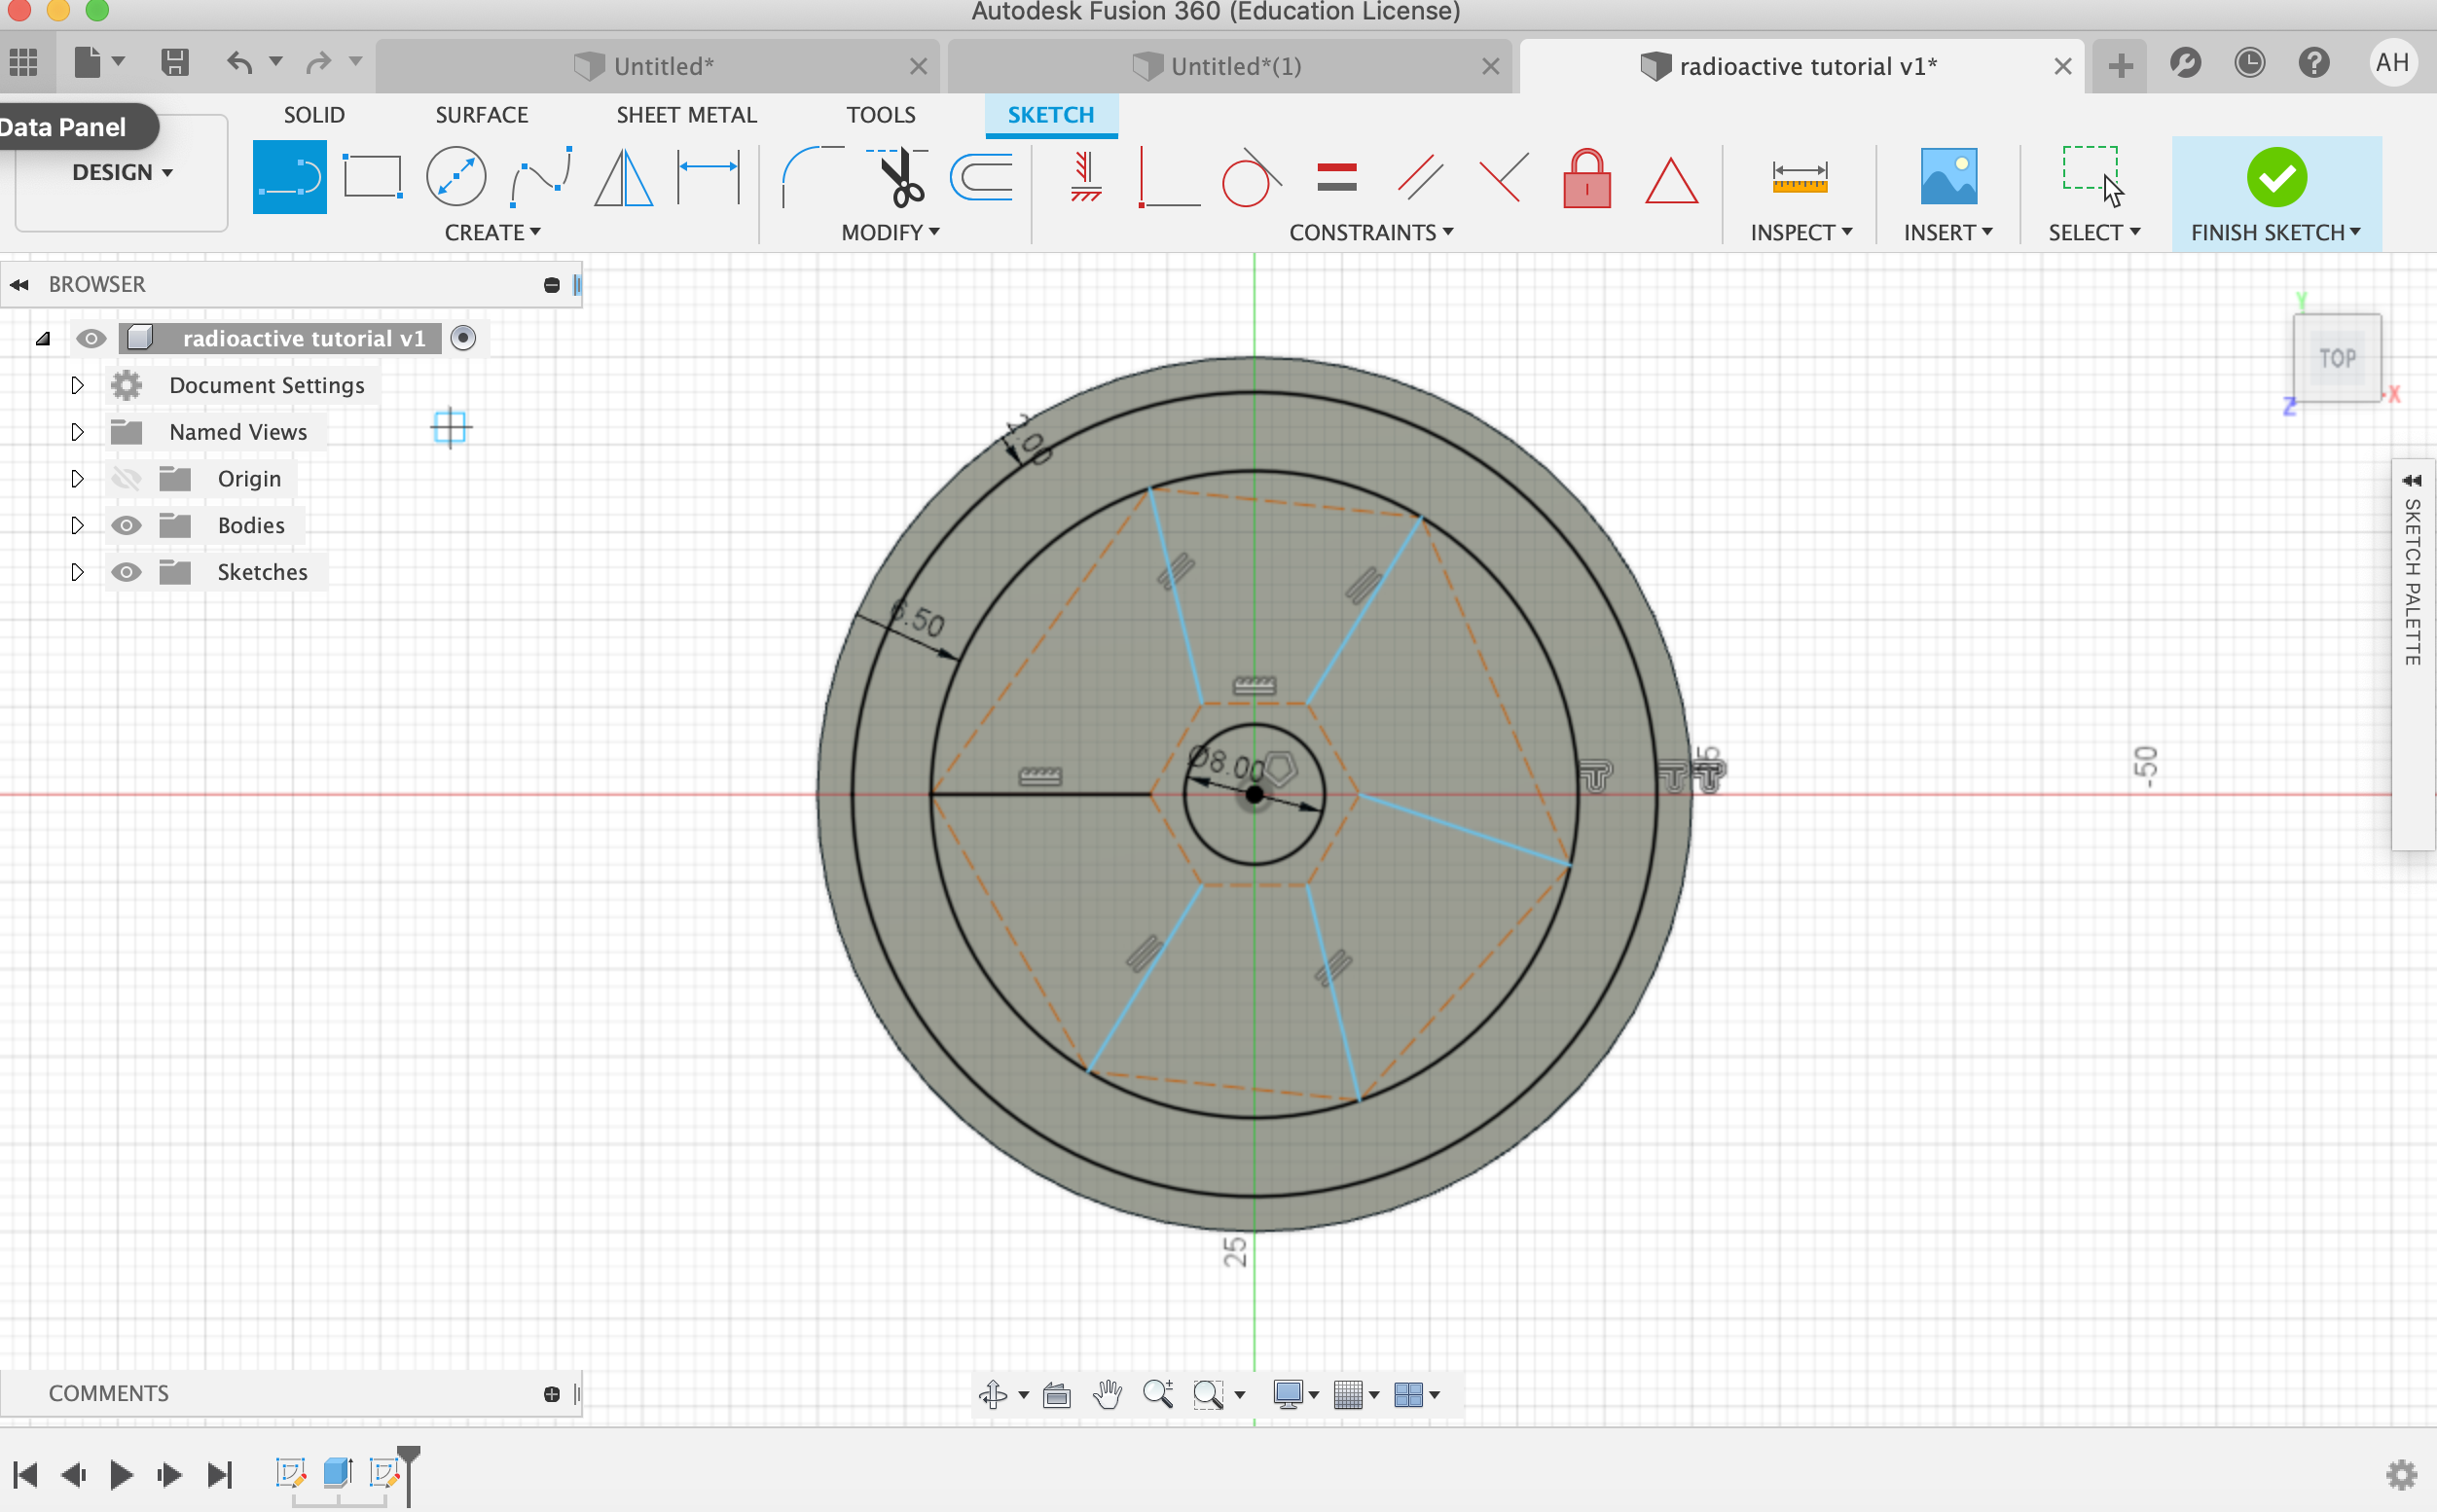 Autodesk Fusion 360 (Education License)
Untitled*
Untitled*(1)
radioactive tutorial v1*
AH
Data Panel
SOLID
SURFACE
SHEET METAL
TOOLS
SKETCH
DESIGN
CREATE
MODIFY
CONSTRAINTS
INSPECT
INSERT
SELECT
FINISH SKETCH
BROWSER
radioactive tutorial v1
Document Settings
Named Views
Origin
Bodies
Sketches
Y
TOP
X
Z
SKETCH PALETTE
2.00
6.50
Ø8.00
-50
25
COMMENTS